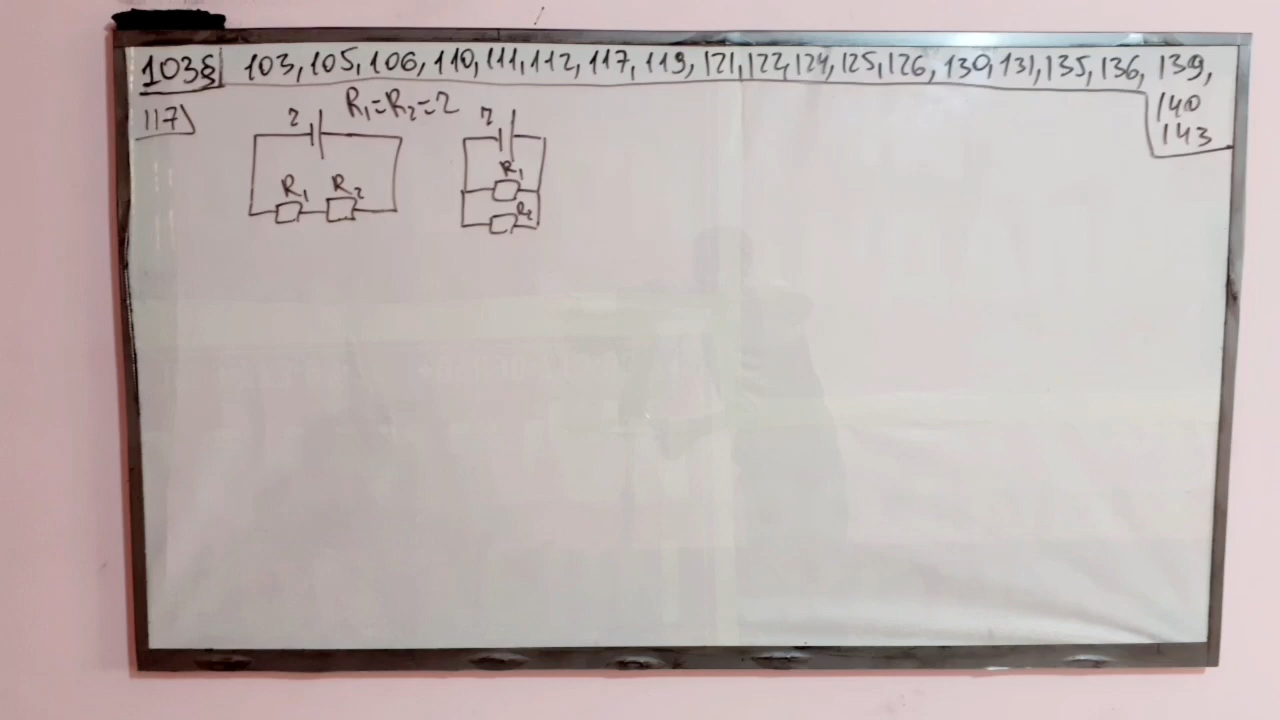 103§ 103, 105, 106, 110, 111, 112, 117, 119, 121, 122, 124, 125, 126, 130, 131, 135, 136, 139,
140
143
117) 2 R₁=R₂=2 2
R₁ R₂ R₁
R₂